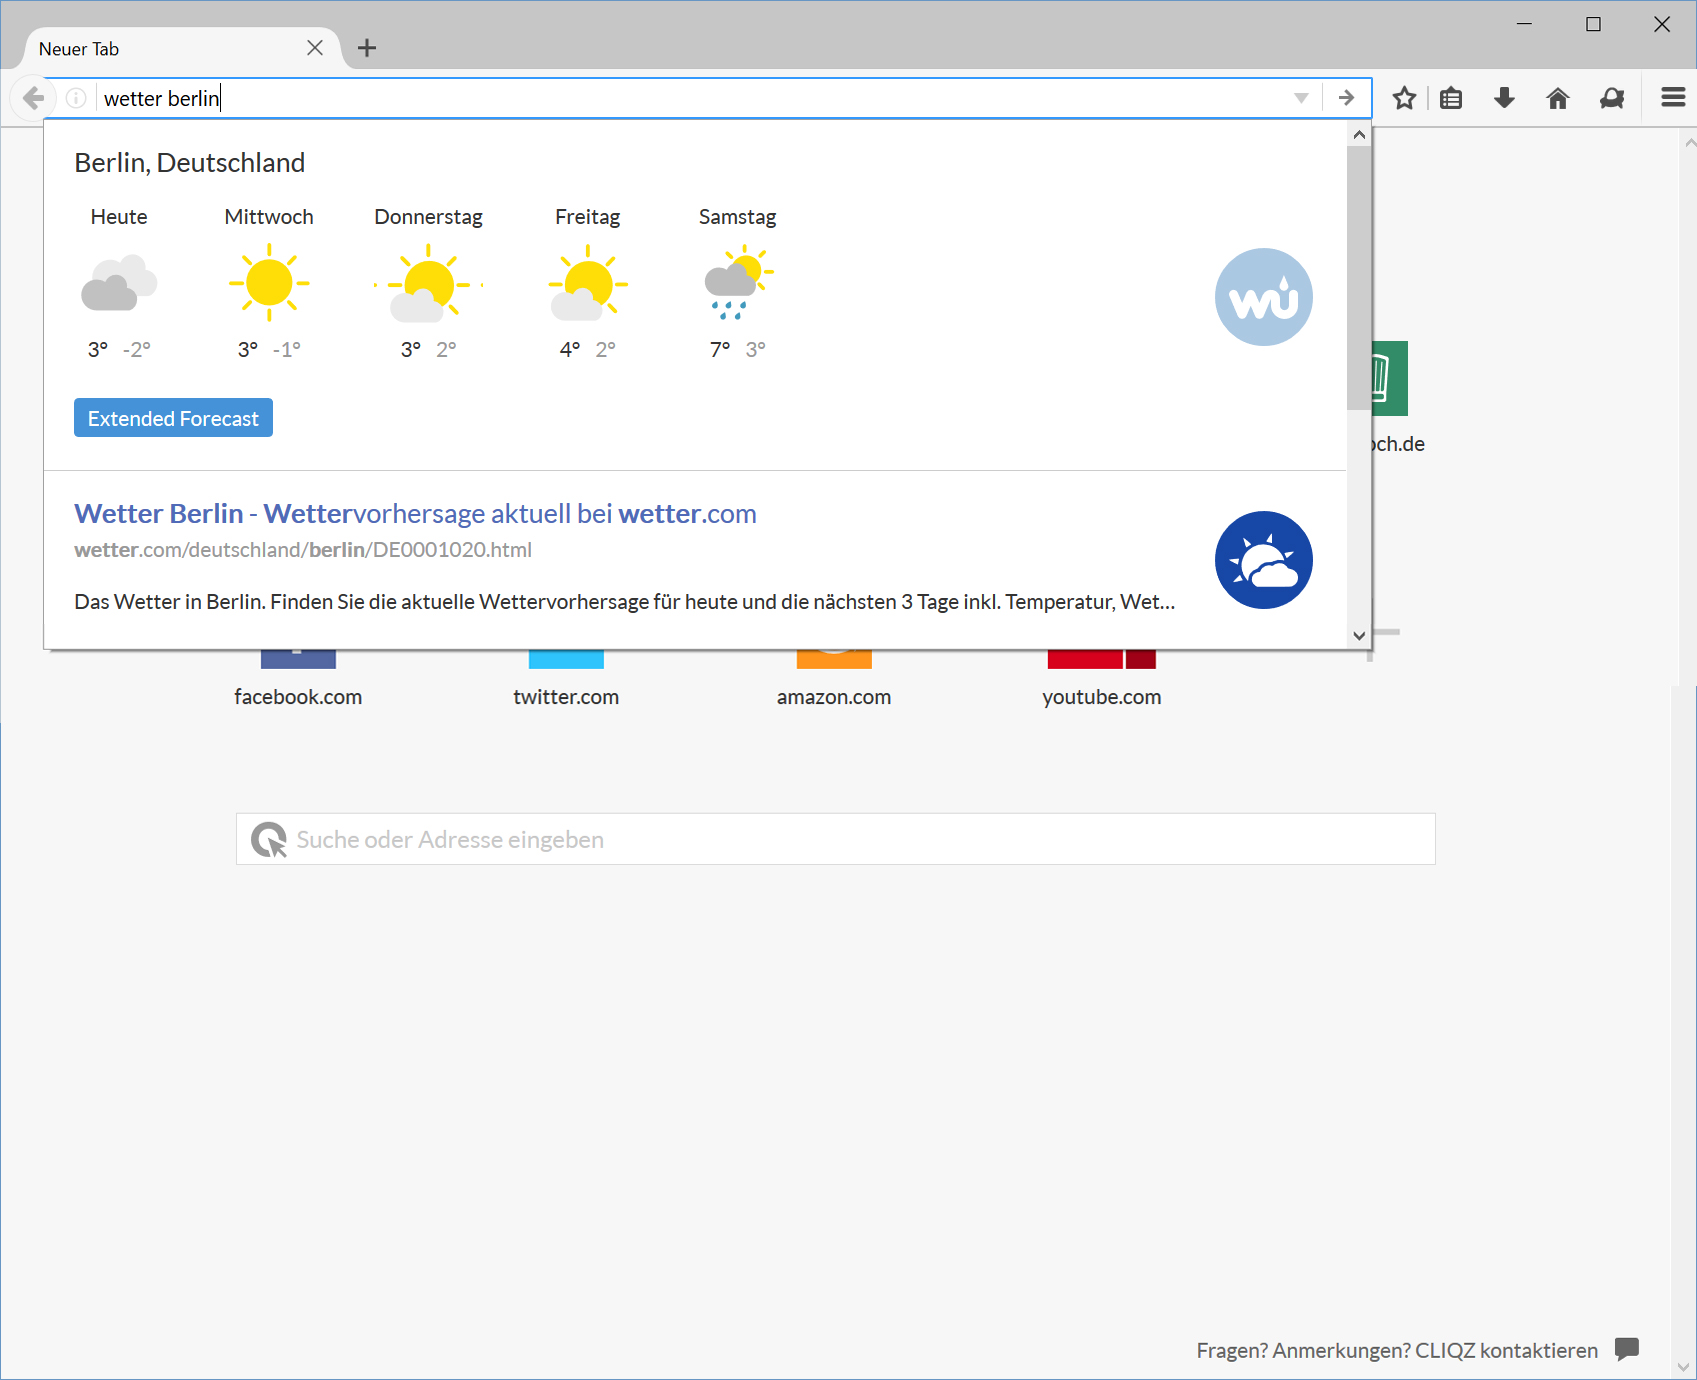 Neuer Tab
wetter berlin
Berlin, Deutschland
Heute Mittwoch Donnerstag Freitag Samstag
3° -2° 3° -1° 3° 2° 4° 2° 7° 3°
wu
Extended Forecast
Wetter Berlin - Wettervorhersage aktuell bei wetter.com
wetter.com/deutschland/berlin/DE0001020.html
Das Wetter in Berlin. Finden Sie die aktuelle Wettervorhersage für heute und die nächsten 3 Tage inkl. Temperatur, Wet...
och.de
facebook.com twitter.com amazon.com youtube.com
Suche oder Adresse eingeben
Fragen? Anmerkungen? CLIQZ kontaktieren